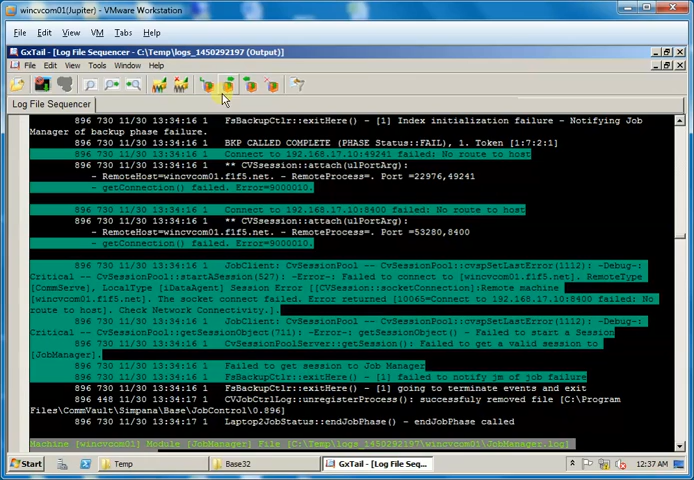 wincvcom01(Jupiter) - VMware Workstation
File Edit View VM Tabs Help
GxTail - [Log File Sequencer - C:\Temp\logs_1450292197 (Output)]
File Edit View Tools Window Help
Log File Sequencer
896 730 11/30 13:34:16 1 FsBackupCtlr::exitHere() - [1] Index initialization failure - Notifying Job
Manager of backup phase failure.
896 730 11/30 13:34:16 1 BKP CALLED COMPLETE (PHASE Status::FAIL), 1. Token [1:7:2:1]
896 730 11/30 13:34:16 1 Connect to 192.168.17.10:49241 failed: No route to host
896 730 11/30 13:34:16 1 ** CVSession::attach(ulPortArg):
- RemoteHost=wincvcom01.f1f5.net. - RemoteProcess=. Port =22976,49241
- getConnection() failed. Error=9000010.
896 730 11/30 13:34:16 1 Connect to 192.168.17.10:8400 failed: No route to host
896 730 11/30 13:34:16 1 ** CVSession::attach(ulPortArg):
- RemoteHost=wincvcom01.f1f5.net. - RemoteProcess=. Port =53280,8400
- getConnection() failed. Error=9000010.
896 730 11/30 13:34:16 1 JobClient: CvSessionPool -- CvSessionPool::cvspSetLastError(1112): -Debug-:
Critical -- CvSessionPool::startASession(527): -Error-: Failed to connect to [wincvcom01.f1f5.net]. RemoteType
[CommServe], LocalType [iDataAgent] Session Error [[CVSession::socketConnection]:Remote machine
[wincvcom01.f1f5.net]. The socket connect failed. Error returned [10065=Connect to 192.168.17.10:8400 failed: No
route to host]. Check Network Connectivity.].
896 730 11/30 13:34:16 1 JobClient: CvSessionPool -- CvSessionPool::cvspSetLastError(1112): -Debug-:
Critical -- CvSessionPool::getSessionObject(711): -Error-: getSessionObject() - Failed to start a Session
896 730 11/30 13:34:16 1 CVSessionPoolServer::getSession(): Failed to get a valid session to
[JobManager].
896 730 11/30 13:34:16 1 Failed to get session to Job Manager
896 730 11/30 13:34:16 1 FsBackupCtlr::exitHere() - [1] failed to notify jm of job failure
896 730 11/30 13:34:16 1 FsBackupCtlr::exitHere() - [1] going to terminate events and exit
896 448 11/30 13:34:17 1 CVJobCtrlLog::unregisterProcess(): successfully removed file [C:\Program
Files\CommVault\Simpana\Base\JobControl\0.896]
896 730 11/30 13:34:17 1 Laptop2JobStatus::endJobPhase() - endJobPhase called
Machine [wincvcom01] Module [JobManager] File [C:\Temp\logs_1450292197\wincvcom01\JobManager.log]
Start Temp Base32 GxTail - [Log File Seq... 12:37 AM